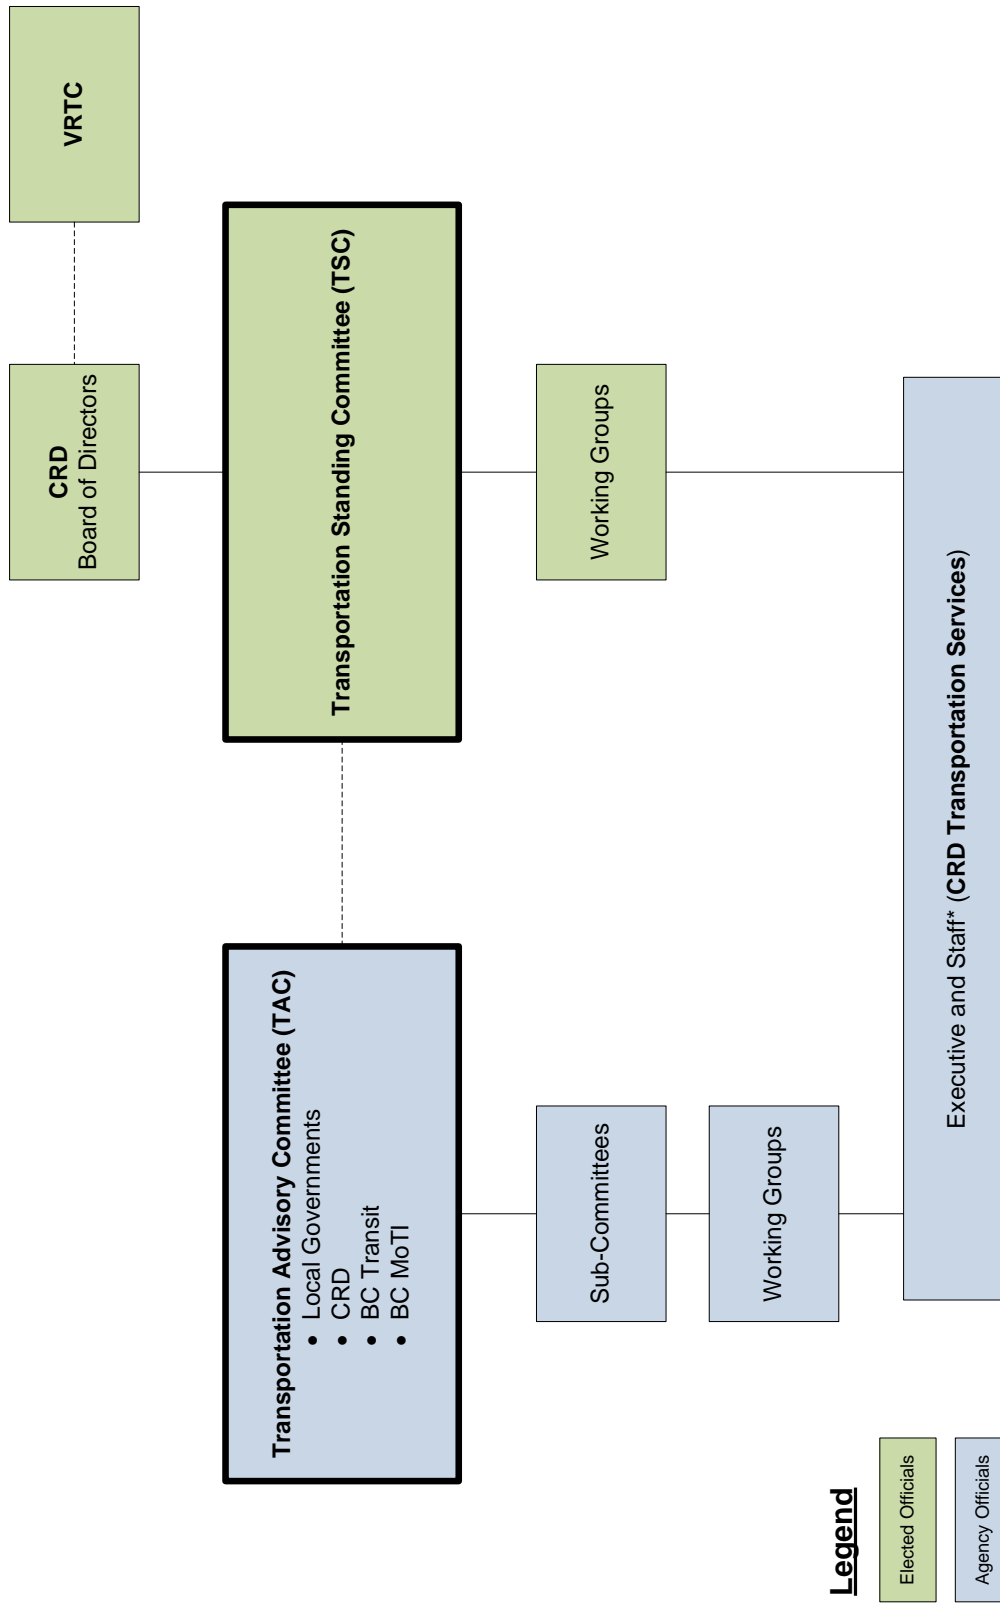 VRTC
CRD
Board of Directors
Transportation Standing Committee (TSC)
Transportation Advisory Committee (TAC)
• Local Governments
• CRD
• BC Transit
• BC MoTI
Working Groups
Sub-Committees
Working Groups
Executive and Staff* (CRD Transportation Services)
Legend
Elected Officials
Agency Officials